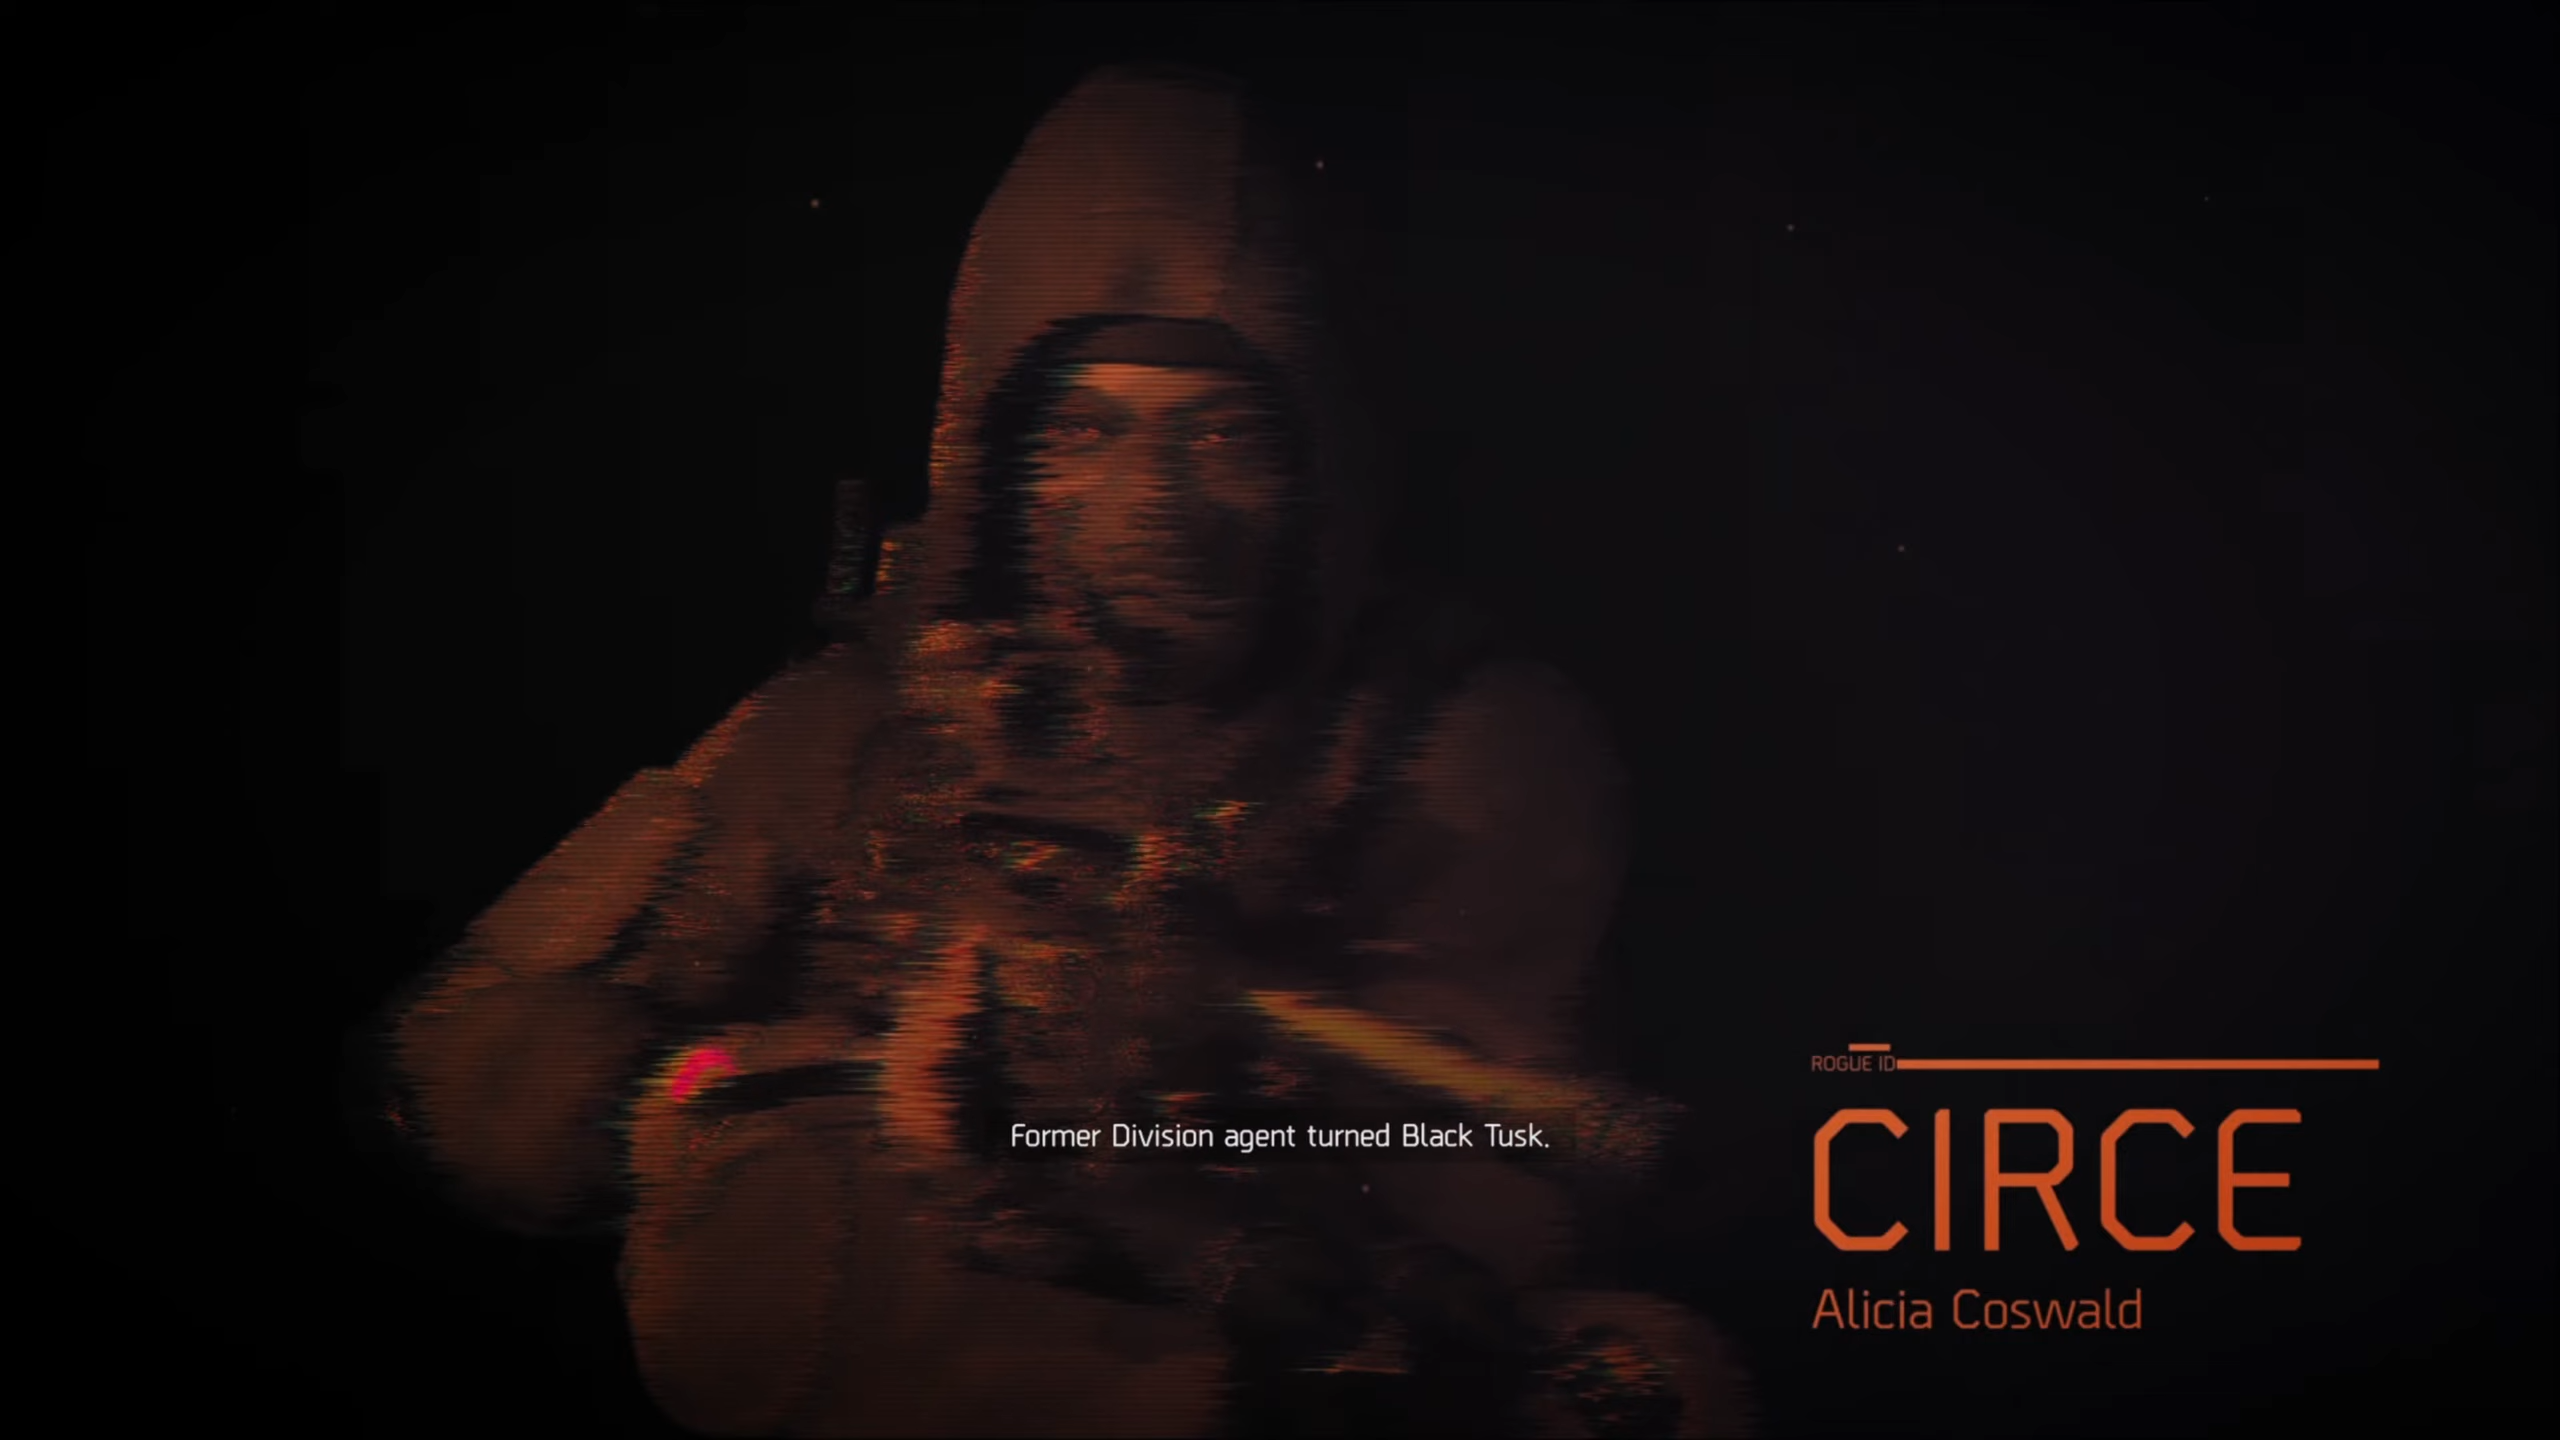 Former Division agent turned Black Tusk.
ROGUE ID
CIRCE
Alicia Coswald